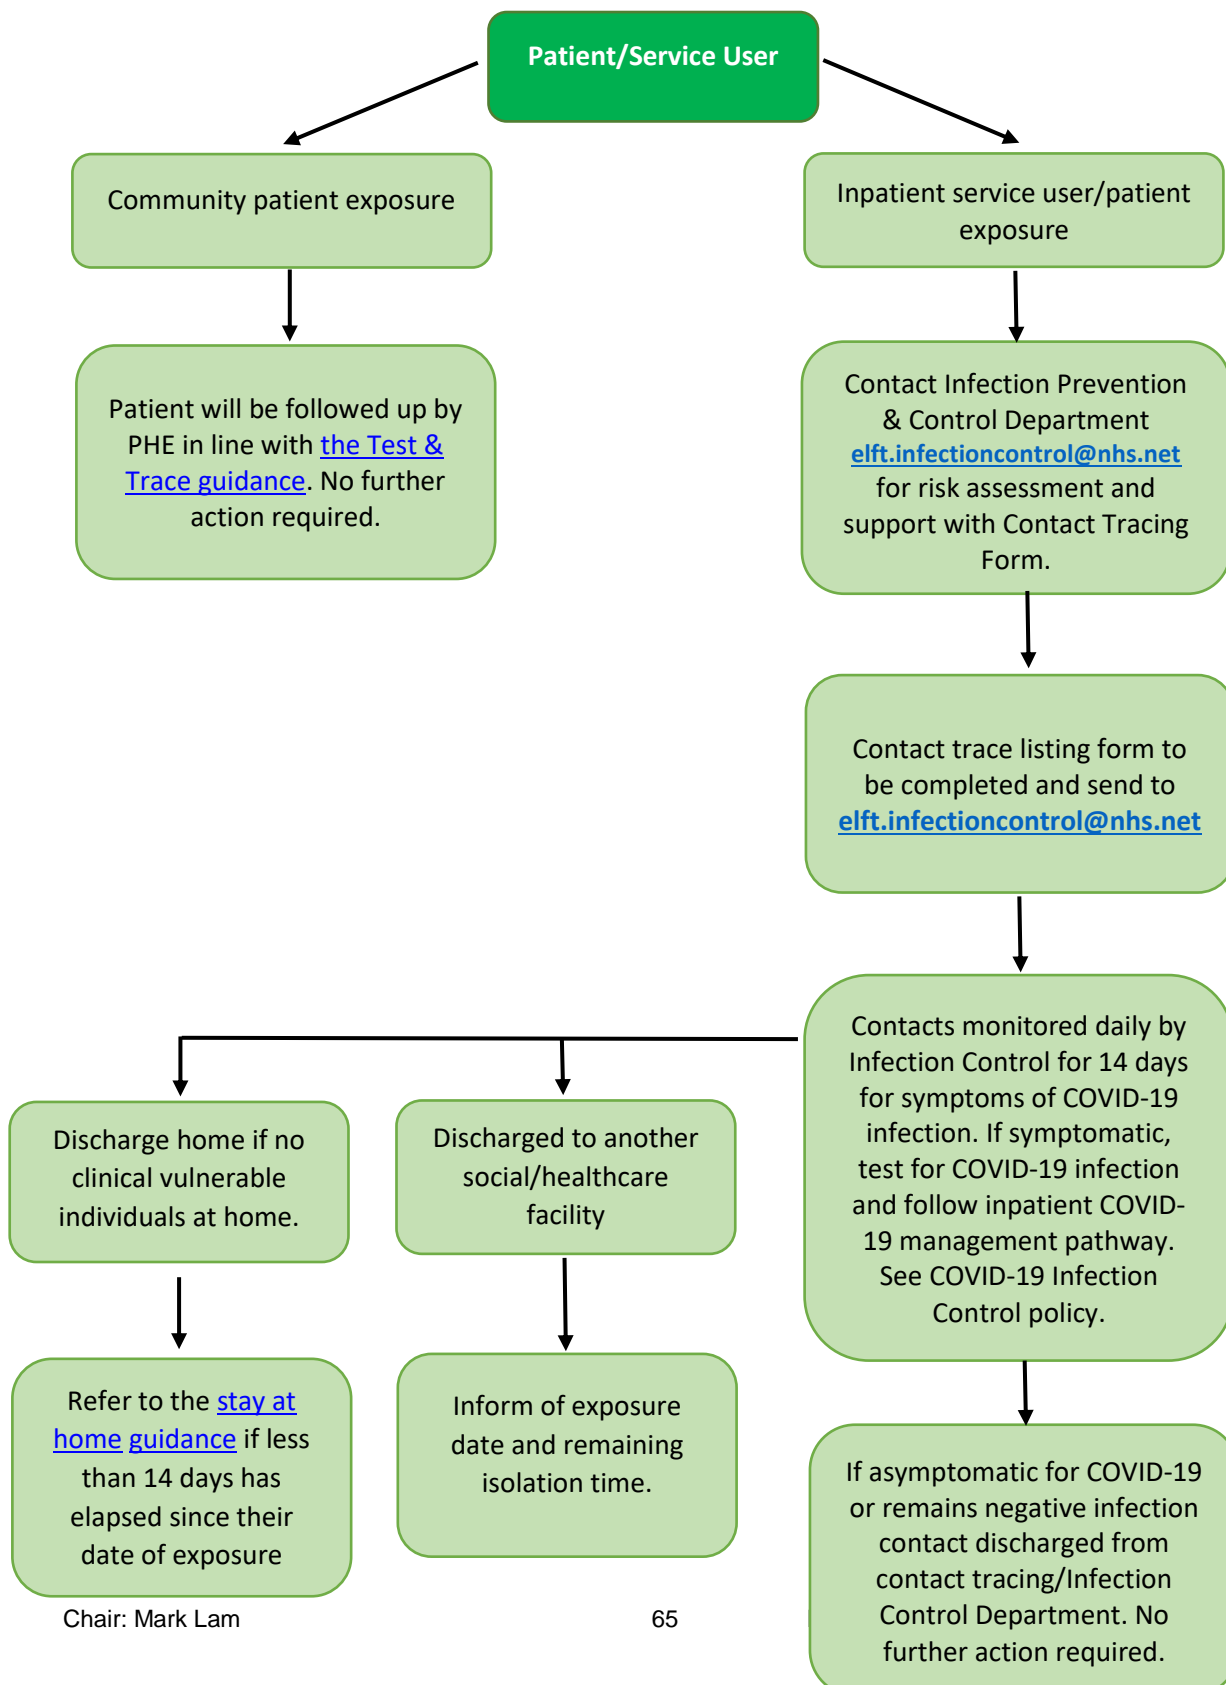 Patient/Service User
Community patient exposure
Inpatient service user/patient
exposure
Patient will be followed up by
PHE in line with the Test &
Trace guidance. No further
action required.
Contact Infection Prevention
& Control Department
elft.infectioncontrol@nhs.net
for risk assessment and
support with Contact Tracing
Form.
Contact trace listing form to
be completed and send to
elft.infectioncontrol@nhs.net
Contacts monitored daily by
Infection Control for 14 days
for symptoms of COVID-19
infection. If symptomatic,
test for COVID-19 infection
and follow inpatient COVID-
19 management pathway.
See COVID-19 Infection
Control policy.
Discharge home if no
clinical vulnerable
individuals at home.
Discharged to another
social/healthcare
facility
Refer to the stay at
home guidance if less
than 14 days has
elapsed since their
date of exposure
Inform of exposure
date and remaining
isolation time.
If asymptomatic for COVID-19
or remains negative infection
contact discharged from
contact tracing/Infection
Control Department. No
further action required.
Chair: Mark Lam
65